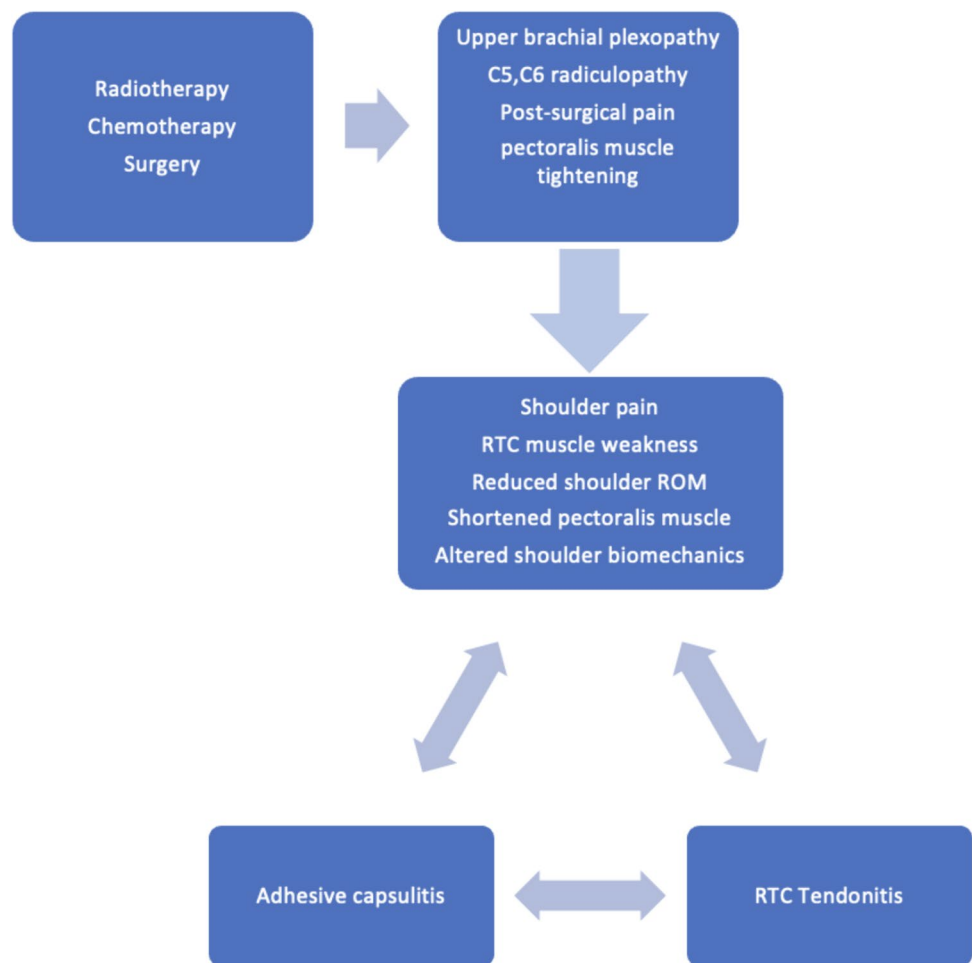 Radiotherapy
Chemotherapy
Surgery
Upper brachial plexopathy
C5,C6 radiculopathy
Post-surgical pain
pectoralis muscle
tightening
Shoulder pain
RTC muscle weakness
Reduced shoulder ROM
Shortened pectoralis muscle
Altered shoulder biomechanics
Adhesive capsulitis
RTC Tendonitis